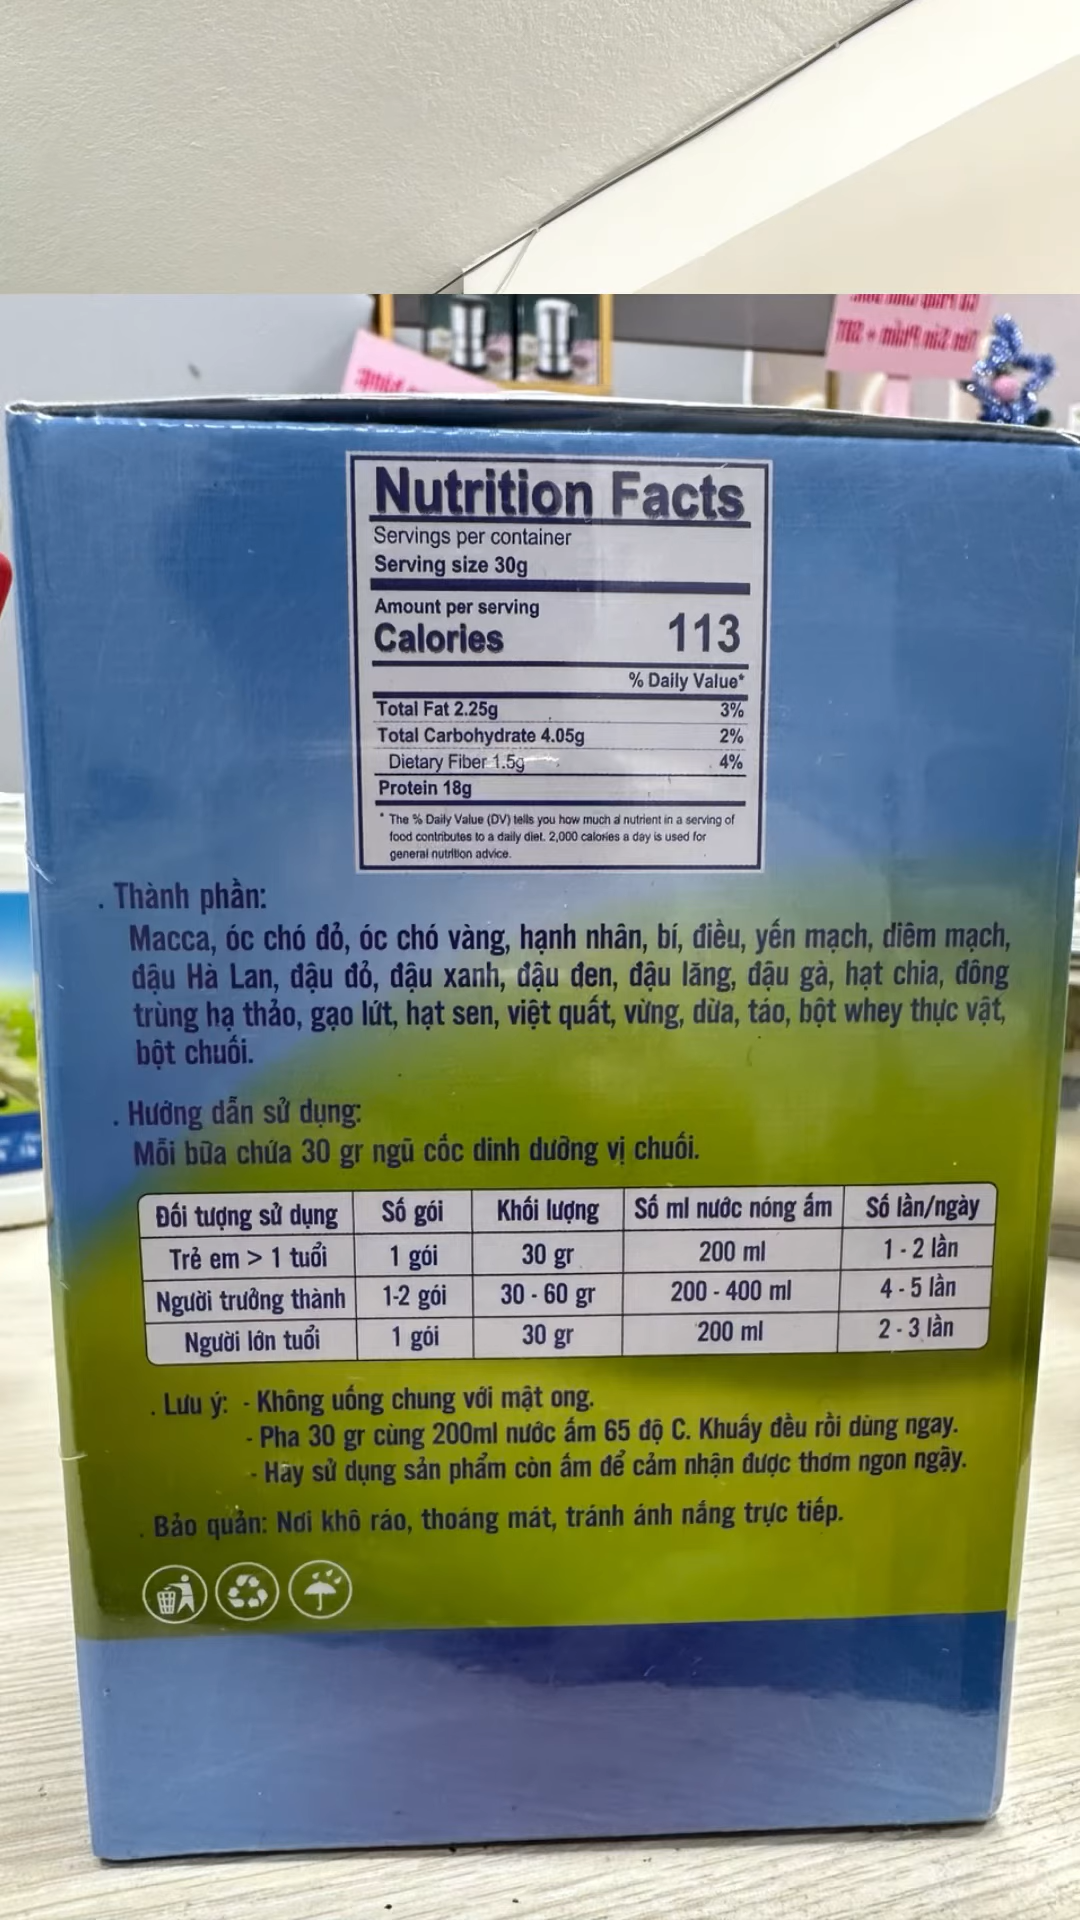 Nutrition Facts
Servings per container
Serving size 30g
Amount per serving
Calories 113
% Daily Value*
Total Fat 2.25g 3%
Total Carbohydrate 4.05g 2%
Dietary Fiber 1.5g 4%
Protein 18g
* The % Daily Value (DV) tells you how much a nutrient in a serving of
food contributes to a daily diet. 2,000 calories a day is used for
general nutrition advice.
. Thành phần:
Macca, óc chó đỏ, óc chó vàng, hạnh nhân, bí, điều, yến mạch, diêm mạch,
đậu Hà Lan, đậu đỏ, đậu xanh, đậu đen, đậu lăng, đậu gà, hạt chia, đông
trùng hạ thảo, gạo lứt, hạt sen, việt quất, vừng, dừa, táo, bột whey thực vật,
bột chuối.
. Hướng dẫn sử dụng:
Mỗi bữa chứa 30 gr ngũ cốc dinh dưỡng vị chuối.
Đối tượng sử dụng Số gói Khối lượng Số ml nước nóng ấm Số lần/ngày
Trẻ em > 1 tuổi 1 gói 30 gr 200 ml 1 - 2 lần
Người trưởng thành 1-2 gói 30 - 60 gr 200 - 400 ml 4 - 5 lần
Người lớn tuổi 1 gói 30 gr 200 ml 2 - 3 lần
. Lưu ý: - Không uống chung với mật ong.
- Pha 30 gr cùng 200ml nước ấm 65 độ C. Khuấy đều rồi dùng ngay.
- Hãy sử dụng sản phẩm còn ấm để cảm nhận được thơm ngon ngậy.
. Bảo quản: Nơi khô ráo, thoáng mát, tránh ánh nắng trực tiếp.